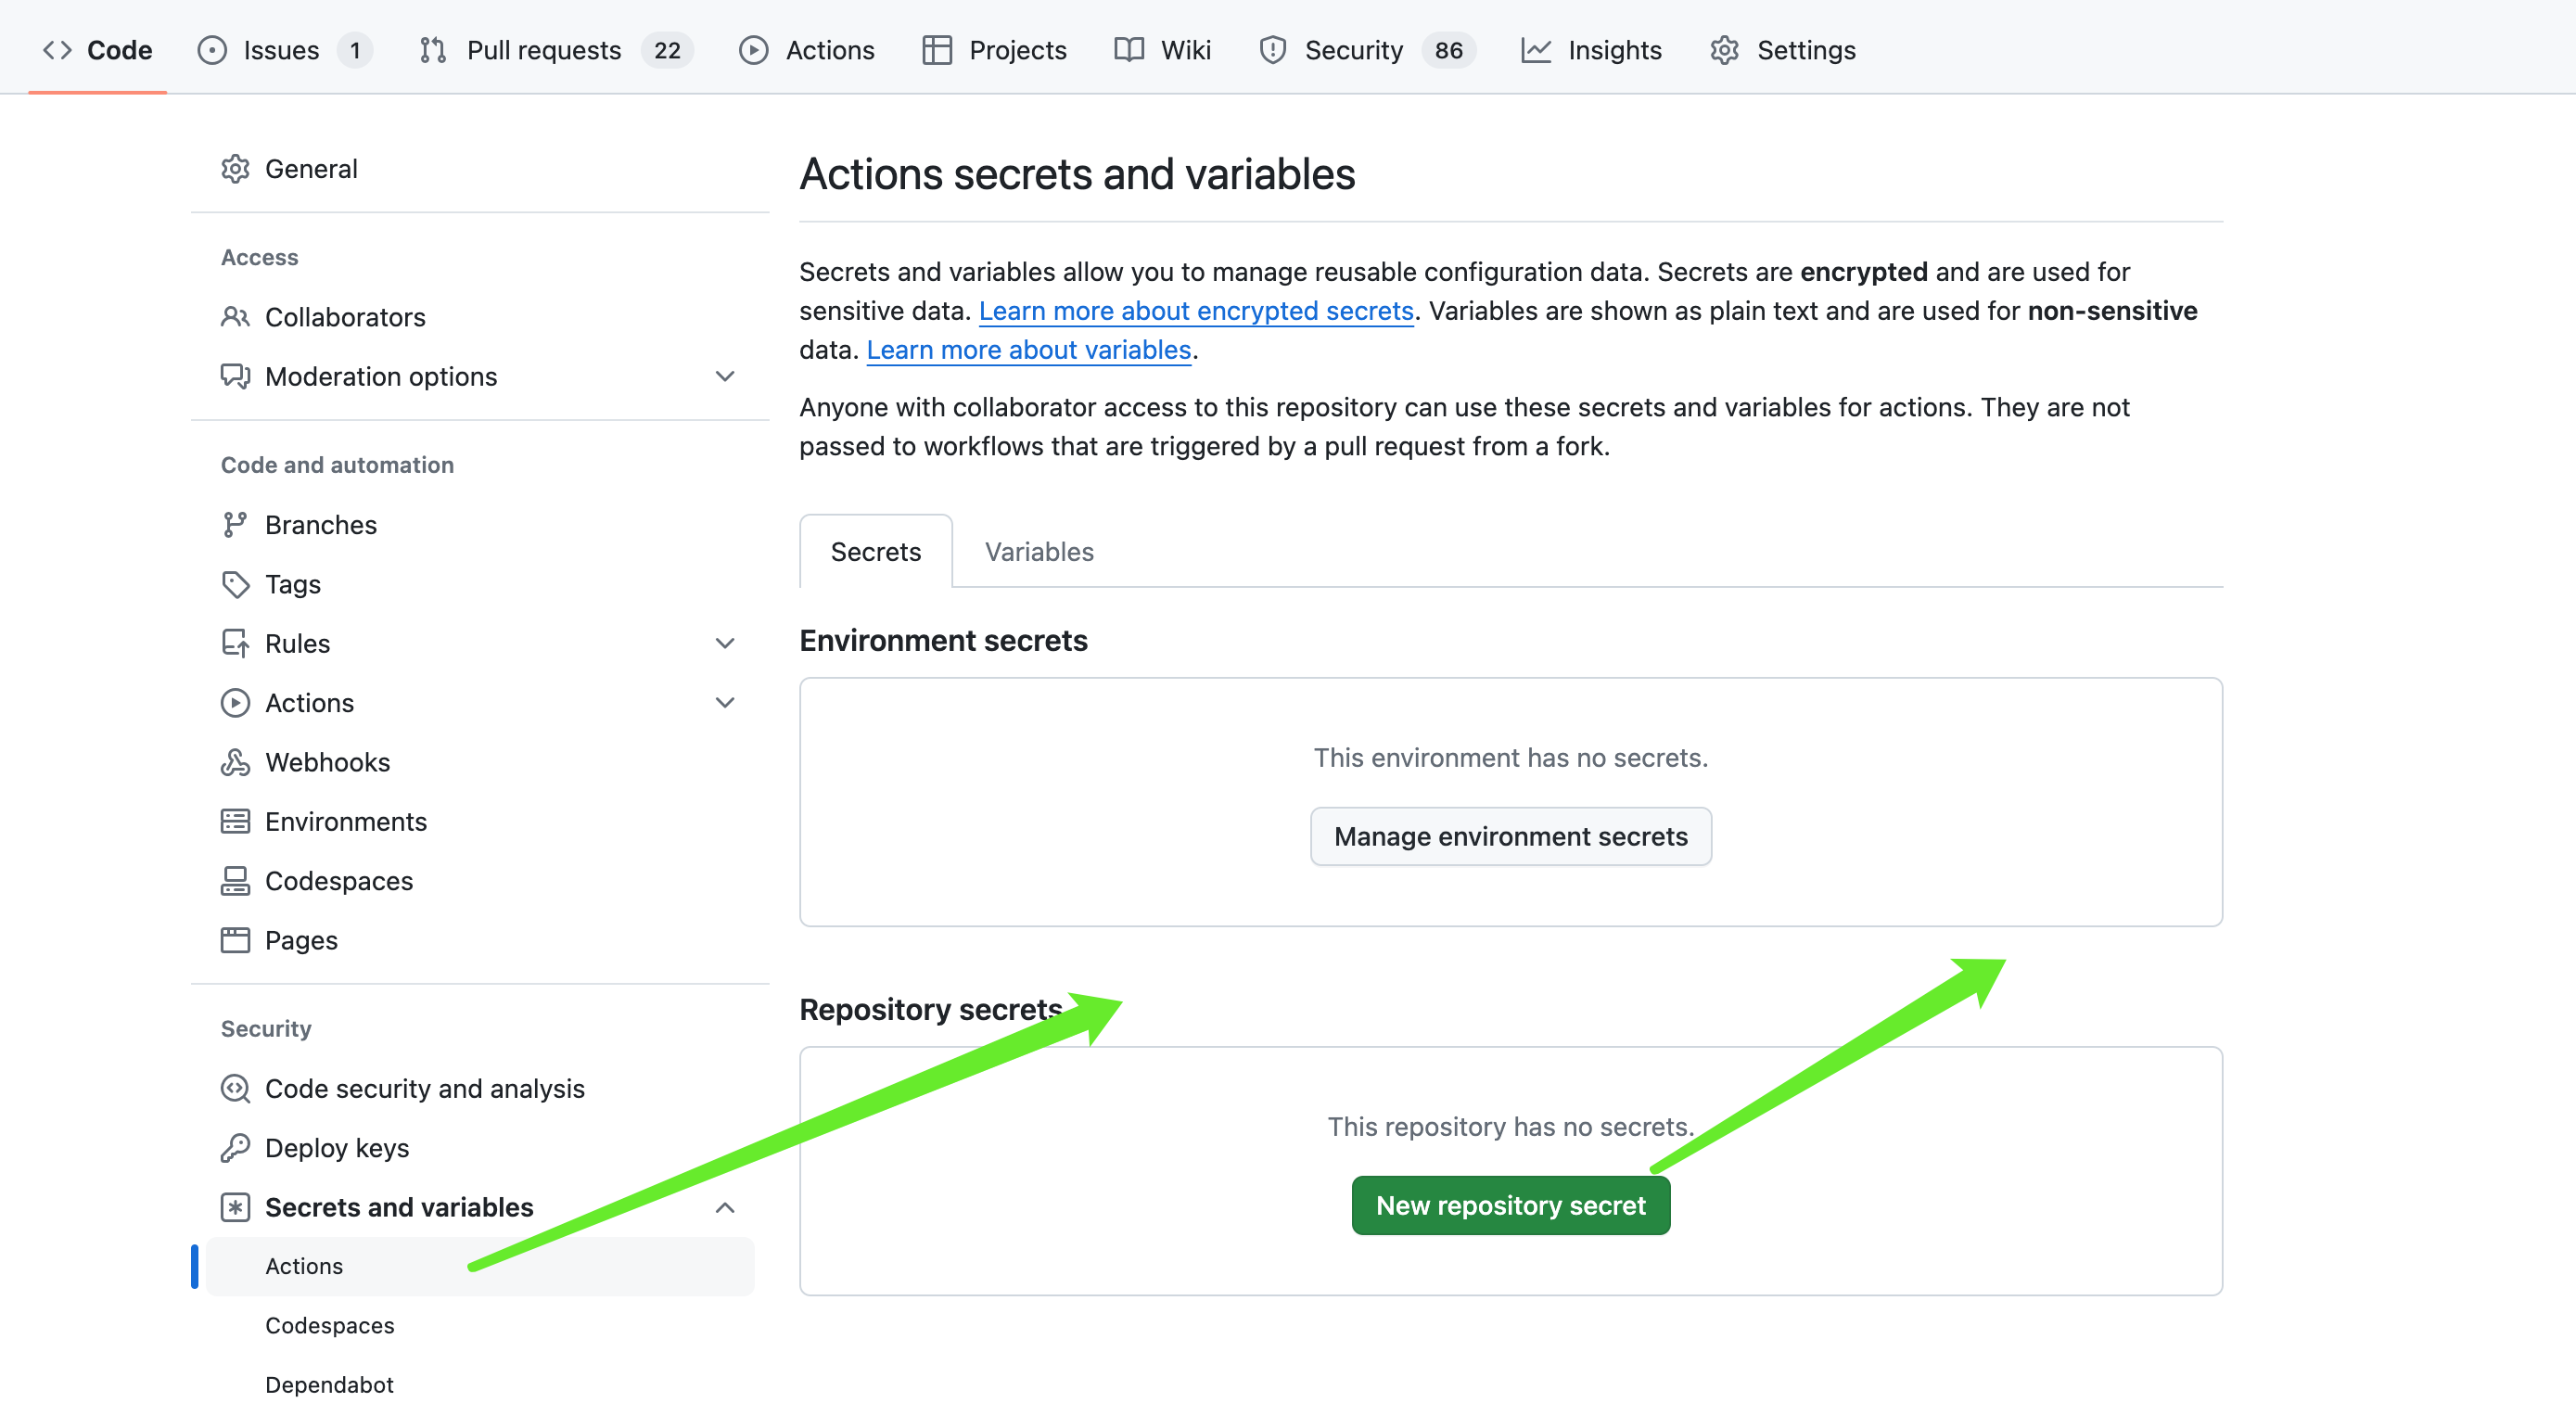 Code Issues 1 Pull requests 22 Actions Projects Wiki Security 86 Insights Settings
General
Access
Collaborators
Moderation options
Code and automation
Branches
Tags
Rules
Actions
Webhooks
Environments
Codespaces
Pages
Security
Code security and analysis
Deploy keys
Secrets and variables
Actions
Codespaces
Dependabot
Actions secrets and variables
Secrets and variables allow you to manage reusable configuration data. Secrets are encrypted and are used for
sensitive data. Learn more about encrypted secrets. Variables are shown as plain text and are used for non-sensitive
data. Learn more about variables.
Anyone with collaborator access to this repository can use these secrets and variables for actions. They are not
passed to workflows that are triggered by a pull request from a fork.
Secrets Variables
Environment secrets
This environment has no secrets.
Manage environment secrets
Repository secrets
This repository has no secrets.
New repository secret